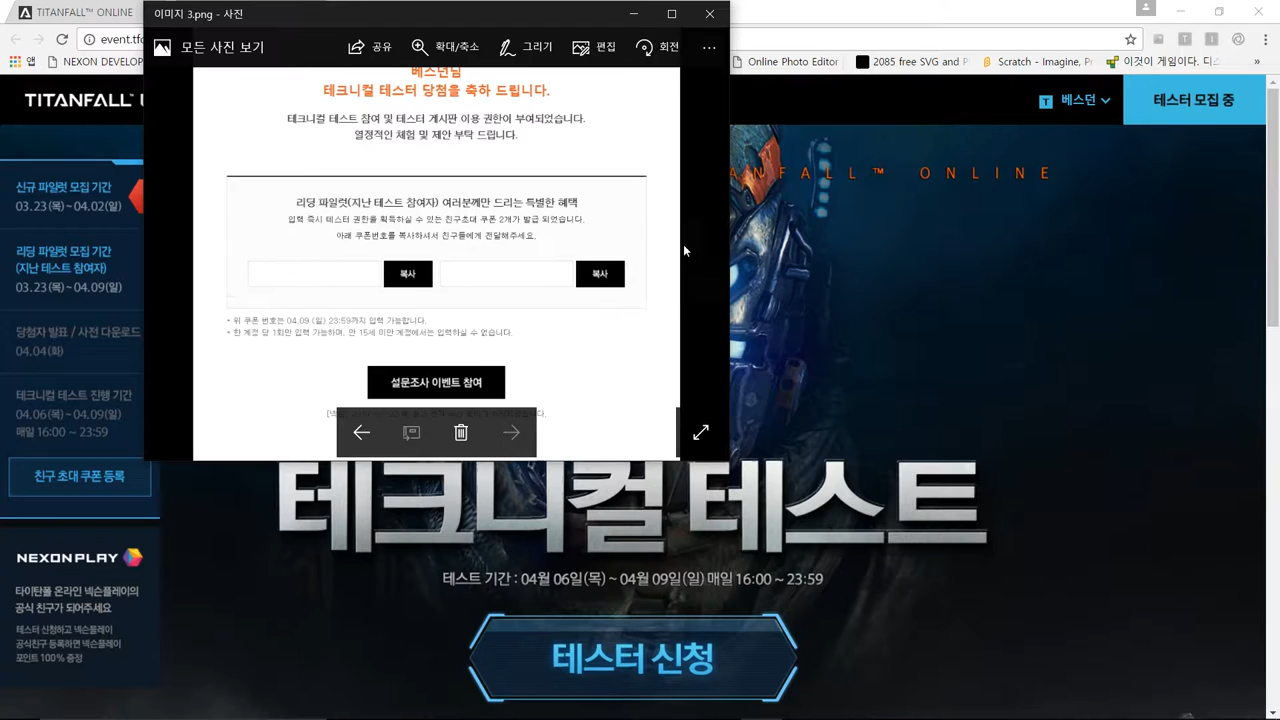 이미지 3.png - 사진
모든 사진 보기
공유
확대/축소
그리기
편집
회전
베스던님
테크니컬 테스터 당첨을 축하 드립니다.
테크니컬 테스트 참여 및 테스터 게시판 이용 권한이 부여되었습니다.
열정적인 체험 및 제안 부탁 드립니다.
리딩 파일럿(지난 테스트 참여자) 여러분께만 드리는 특별한 혜택
입력 즉시 테스터 권한을 획득하실 수 있는 친구초대 쿠폰 2개가 발급 되었습니다.
아래 쿠폰번호를 복사하셔서 친구들에게 전달해주세요.
복사
복사
* 위 쿠폰 번호는 04.09 (일) 23:59까지 입력 가능합니다.
* 한 계정 당 1회만 입력 가능하며, 만 15세 미만 계정에서는 입력하실 수 없습니다.
설문조사 이벤트 참여
TITANFALL ONLINE
event.tfo
앱
NEXON DEVELOP
Online Photo Editor
2085 free SVG and P
Scratch - Imagine, Pr
이것이 게임이다. 디스
TITANFALL™
베스던
테스터 모집 중
ANFALL™ ONLINE
신규 파일럿 모집 기간
03.23(목)~04.02(일)
리딩 파일럿 모집 기간
(지난 테스트 참여자)
03.23(목)~04.09(일)
당첨자 발표 / 사전 다운로드
04.04(화)
테크니컬 테스트 진행 기간
04.06(목)~04.09(일)
매일 16:00 ~ 23:59
친구 초대 쿠폰 등록
NEXON PLAY
타이탄폴 온라인 넥슨플레이의
공식 친구가 되어주세요
테스터 신청하고 넥슨플레이
공식친구 등록하면 넥슨플레이
포인트 100% 증정
테크니컬 테스트
테스트 기간 : 04월 06일(목) ~ 04월 09일(일) 매일 16:00 ~ 23:59
테스터 신청